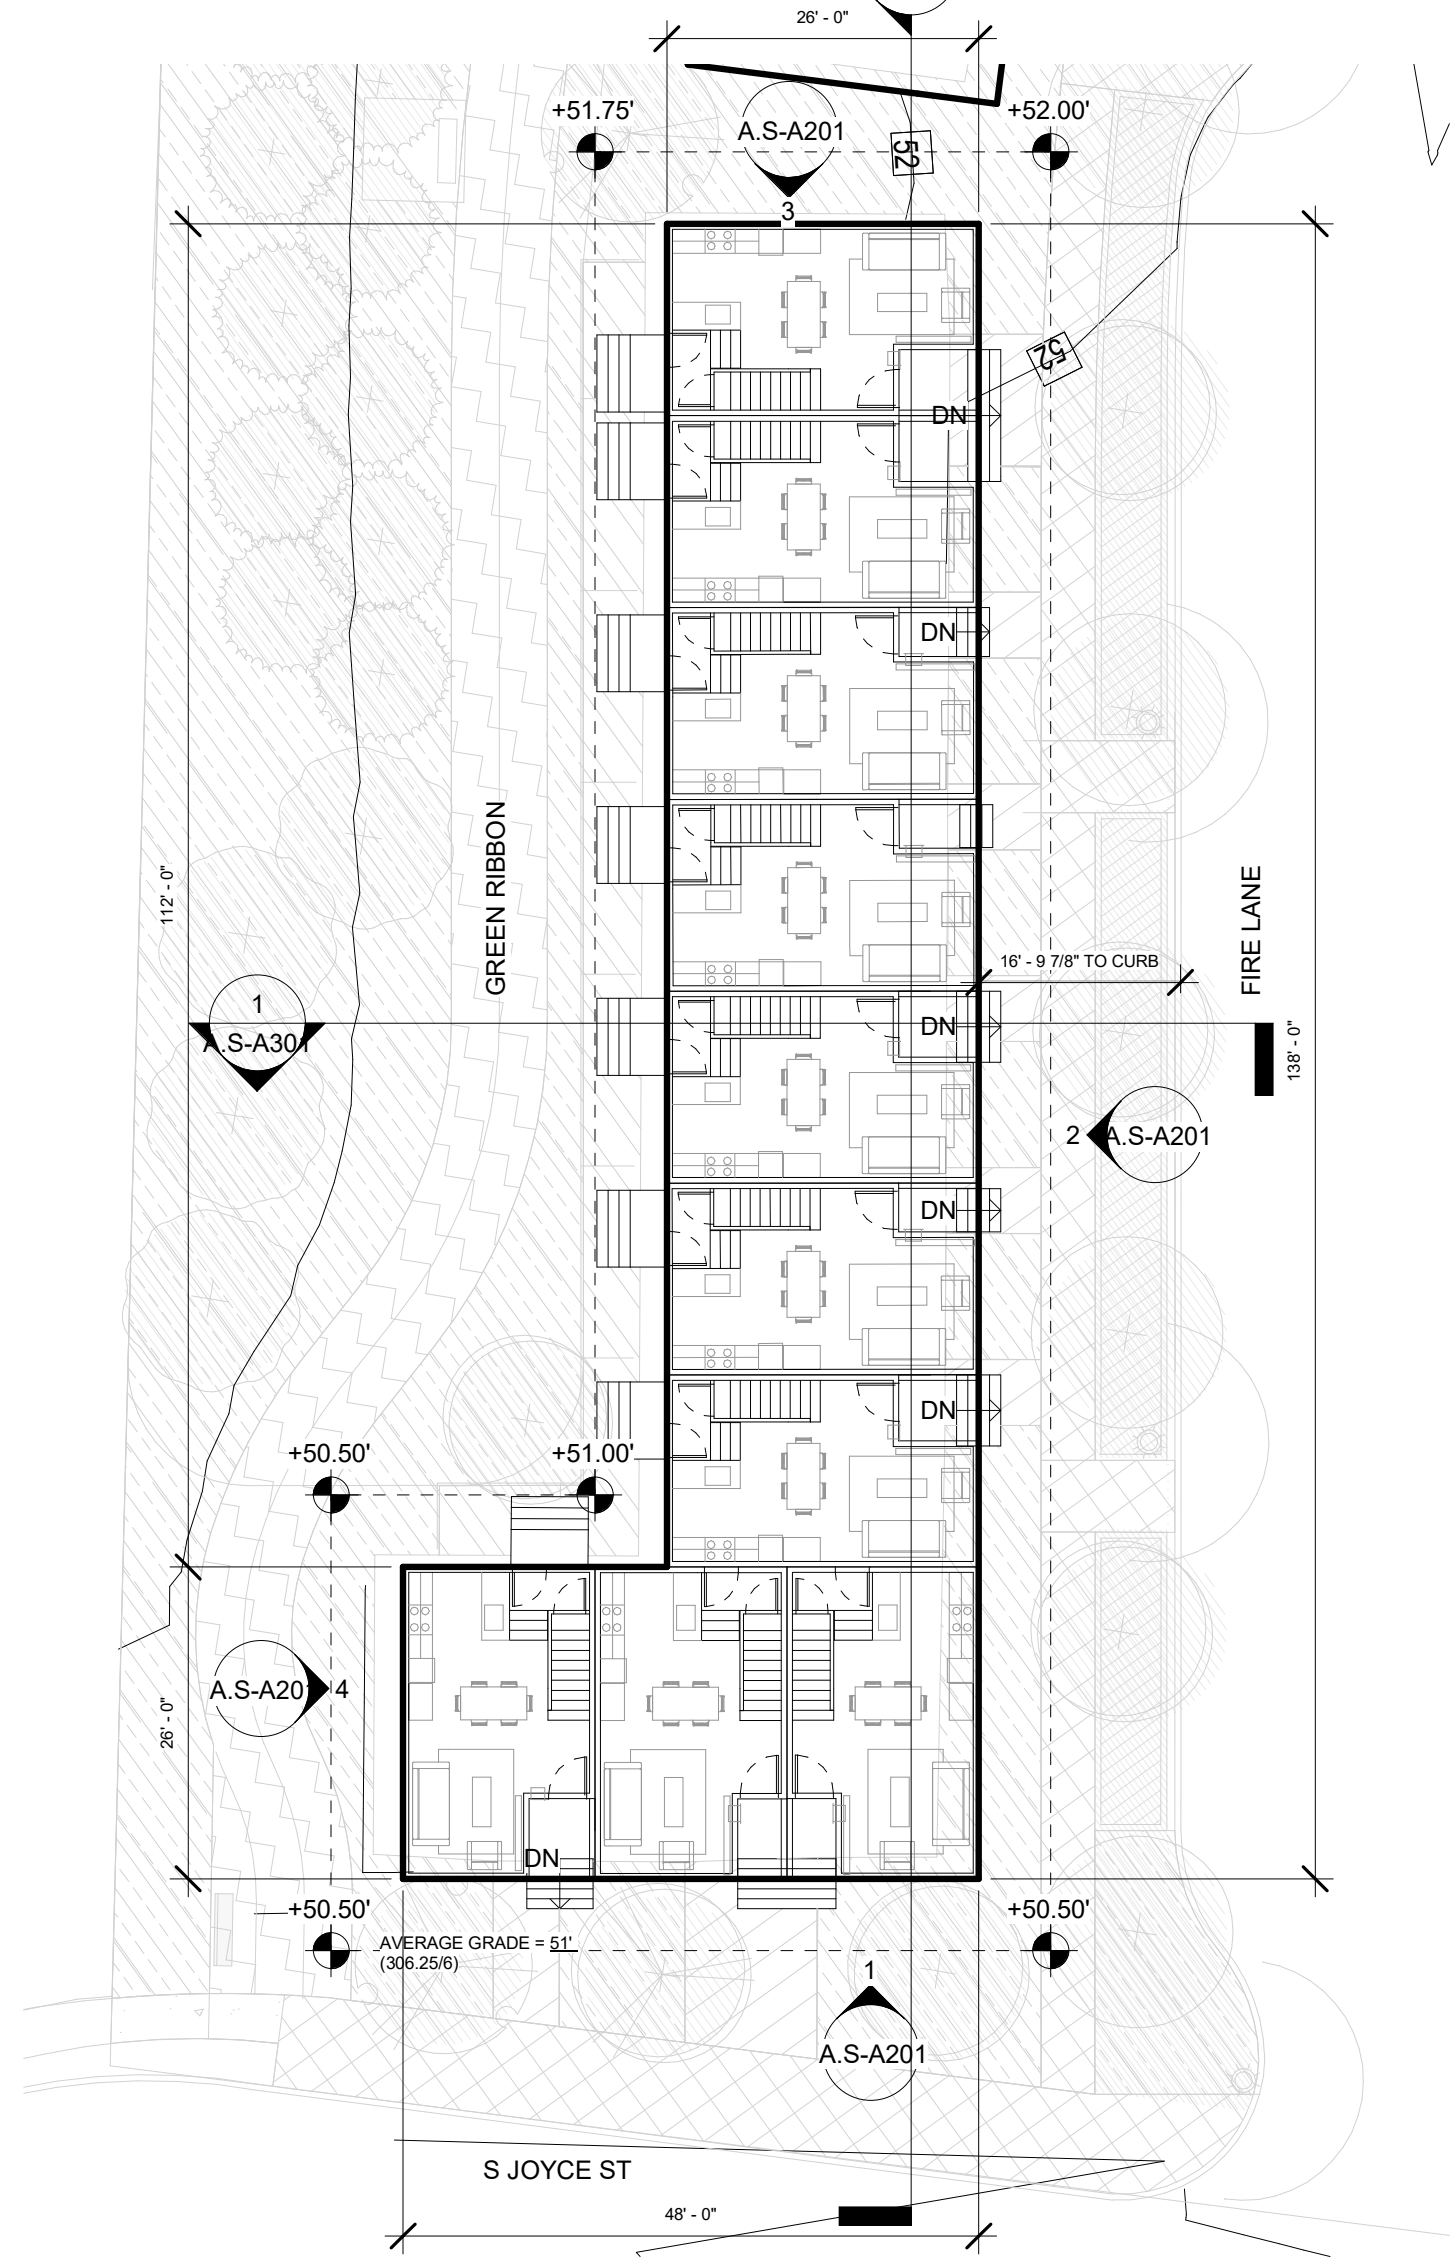 26' - 0"
+51.75'
A.S-A201
52
+52.00'
3
52
DN
DN
GREEN RIBBON
112' - 0"
FIRE LANE
16' - 9 7/8" TO CURB
1
A.S-A301
DN
138' - 0"
2
A.S-A201
DN
DN
+50.50'
+51.00'
A.S-A201
4
26' - 0"
DN
+50.50'
+50.50'
AVERAGE GRADE = 51'
(306.25/6)
1
A.S-A201
S JOYCE ST
48' - 0"